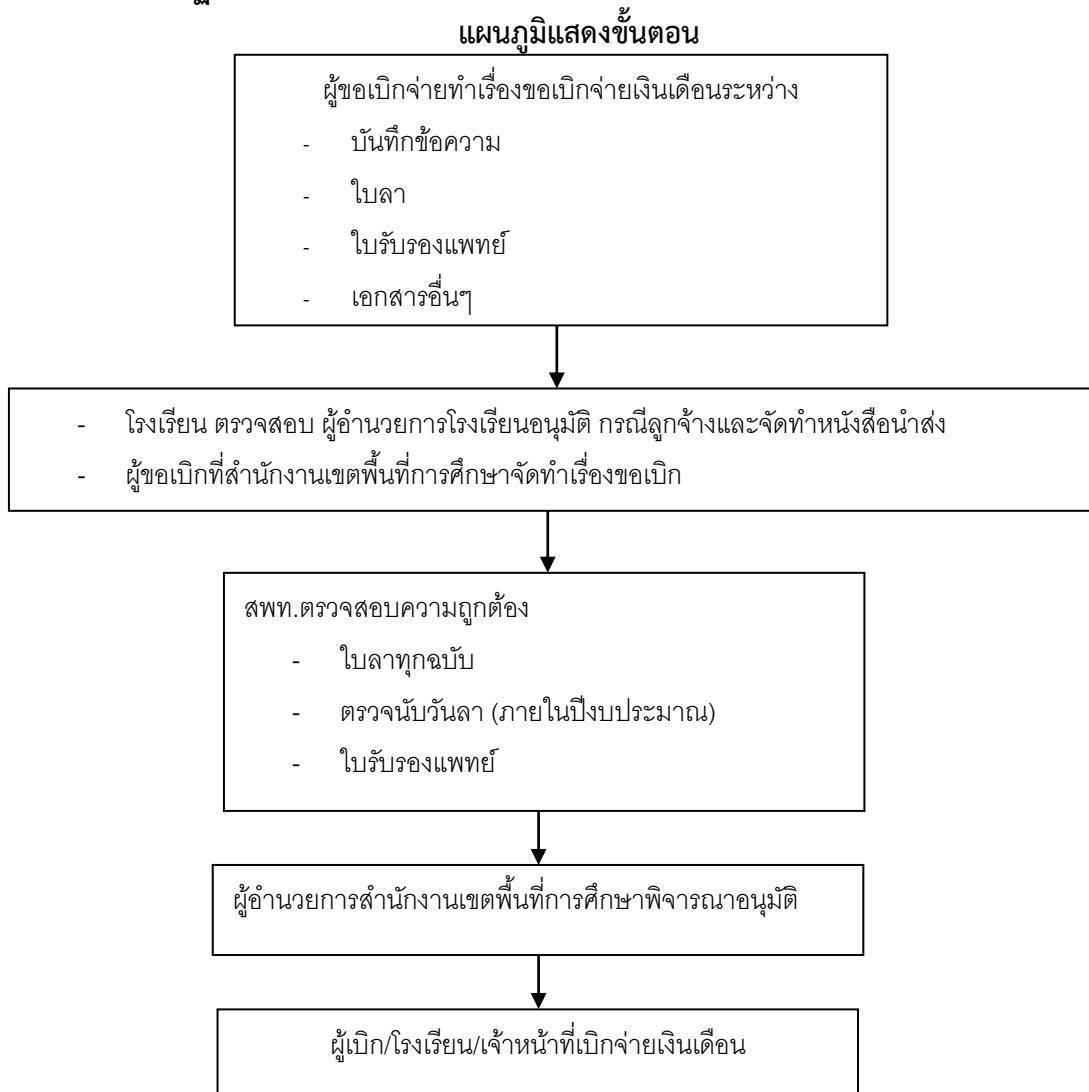 แผนภูมิแสดงขั้นตอน
ผู้ขอเบิกจ่ายทำเรื่องขอเบิกจ่ายเงินเดือนระหว่าง
- บันทึกข้อความ
- ใบลา
- ใบรับรองแพทย์
- เอกสารอื่นๆ
- โรงเรียน ตรวจสอบ ผู้อำนวยการโรงเรียนอนุมัติ กรณีลูกจ้างและจัดทำหนังสือนำส่ง
- ผู้ขอเบิกที่สำนักงานเขตพื้นที่การศึกษาจัดทำเรื่องขอเบิก
สพท.ตรวจสอบความถูกต้อง
- ใบลาทุกฉบับ
- ตรวจนับวันลา (ภายในปีงบประมาณ)
- ใบรับรองแพทย์
ผู้อำนวยการสำนักงานเขตพื้นที่การศึกษาพิจารณาอนุมัติ
ผู้เบิก/โรงเรียน/เจ้าหน้าที่เบิกจ่ายเงินเดือน